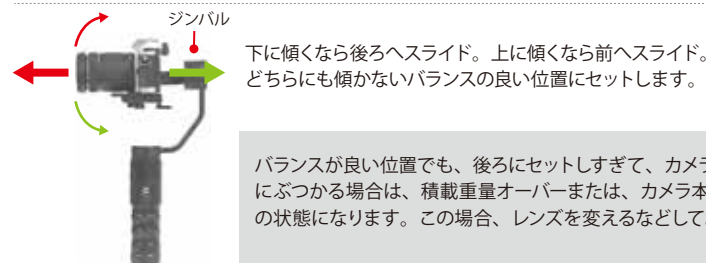 ジンバル
下に傾くなら後ろへスライド。上に傾くなら前へスライド。
どちらにも傾かないバランスの良い位置にセットします。
バランスが良い位置でも、後ろにセットしすぎて、カメラ
にぶつかる場合は、積載重量オーバーまたは、カメラ本
の状態になります。この場合、レンズを変えるなどして